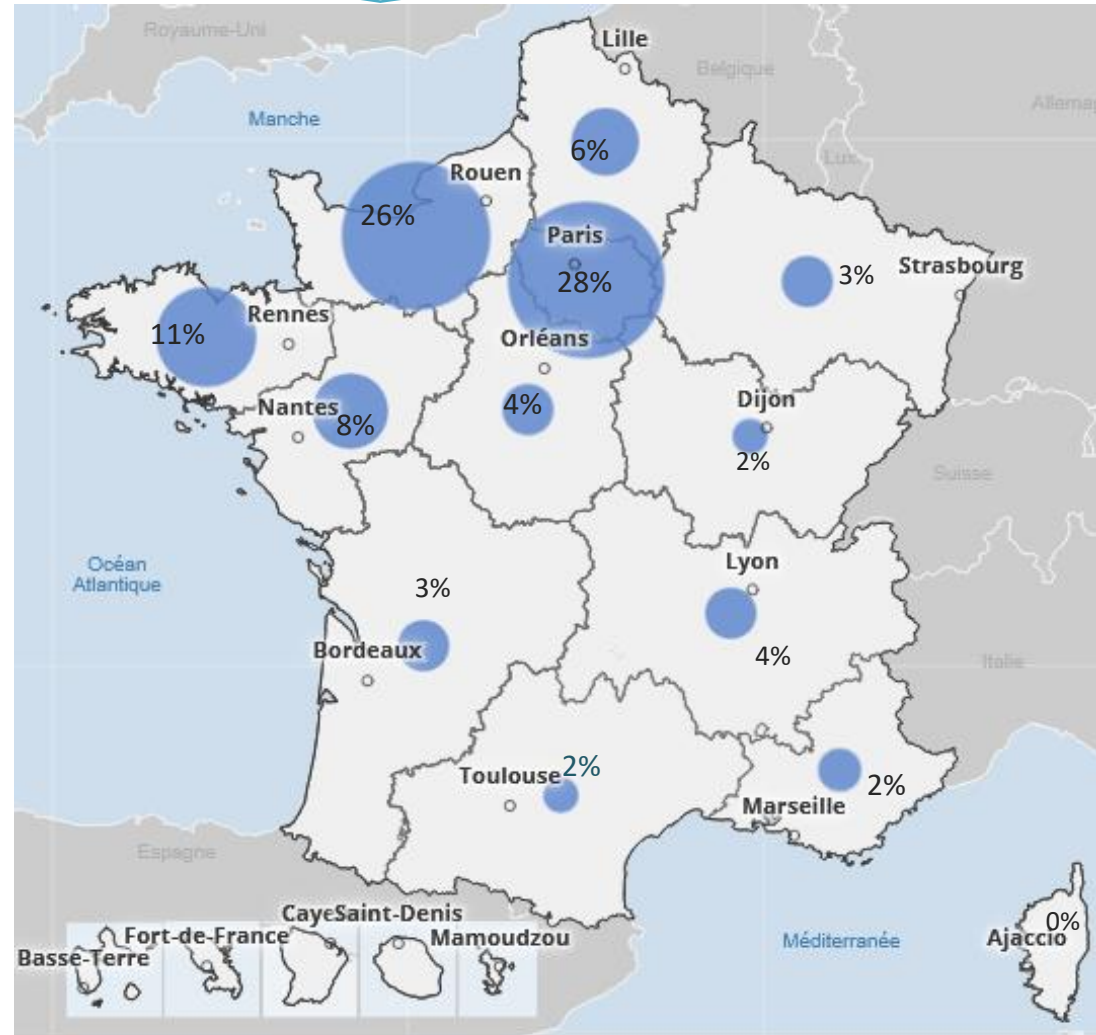 Royaume-Uni
Lille
Belgique
Manche
6%
Lux.
Rouen
26%
Paris
28%
3%
Strasbourg
Rennes
11%
Orléans
Nantes
8%
4%
Dijon
2%
Suisse
Océan
Atlantique
3%
Lyon
4%
Bordeaux
Italie
Toulouse
2%
Marseille
2%
Espagne
Saint-Denis
Fort-de-France
Mamoudzou
Basse-Terre
Méditerranée
Ajaccio
0%